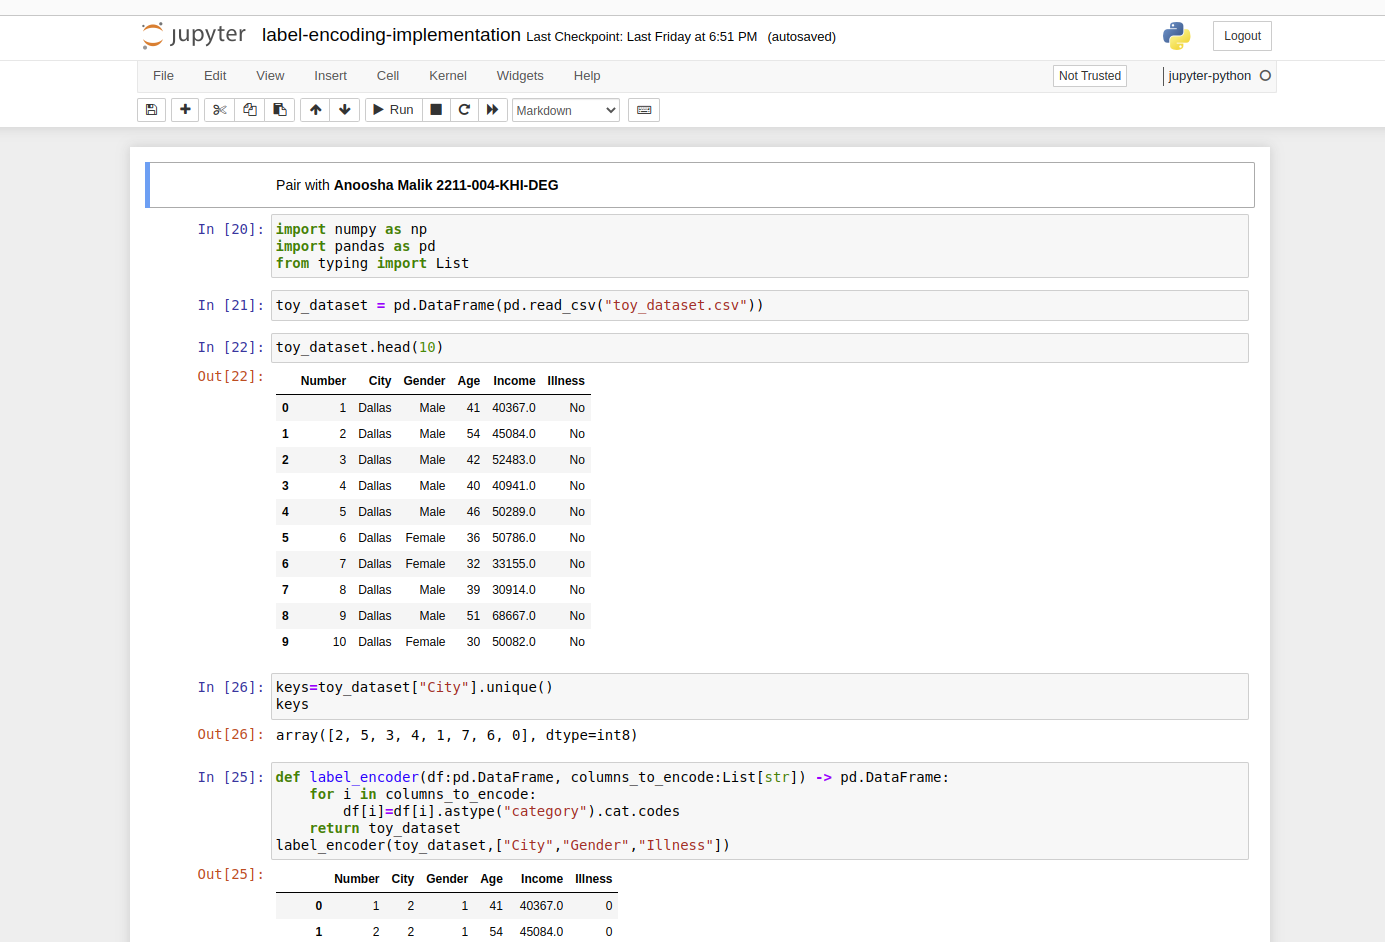 jupyter label-encoding-implementation Last Checkpoint: Last Friday at 6:51 PM (autosaved) Logout
File Edit View Insert Cell Kernel Widgets Help Not Trusted jupyter-python
Run Markdown
Pair with Anoosha Malik 2211-004-KHI-DEG
In [20]: import numpy as np
import pandas as pd
from typing import List
In [21]: toy_dataset = pd.DataFrame(pd.read_csv("toy_dataset.csv"))
In [22]: toy_dataset.head(10)
Out[22]:
Number City Gender Age Income Illness
0 1 Dallas Male 41 40367.0 No
1 2 Dallas Male 54 45084.0 No
2 3 Dallas Male 42 52483.0 No
3 4 Dallas Male 40 40941.0 No
4 5 Dallas Male 46 50289.0 No
5 6 Dallas Female 36 50786.0 No
6 7 Dallas Female 32 33155.0 No
7 8 Dallas Male 39 30914.0 No
8 9 Dallas Male 51 68667.0 No
9 10 Dallas Female 30 50082.0 No
In [26]: keys=toy_dataset["City"].unique()
keys
Out[26]: array([2, 5, 3, 4, 1, 7, 6, 0], dtype=int8)
In [25]: def label_encoder(df:pd.DataFrame, columns_to_encode:List[str]) -> pd.DataFrame:
    for i in columns_to_encode:
        df[i]=df[i].astype("category").cat.codes
    return toy_dataset
label_encoder(toy_dataset,["City","Gender","Illness"])
Out[25]:
Number City Gender Age Income Illness
0 1 2 1 41 40367.0 0
1 2 2 1 54 45084.0 0